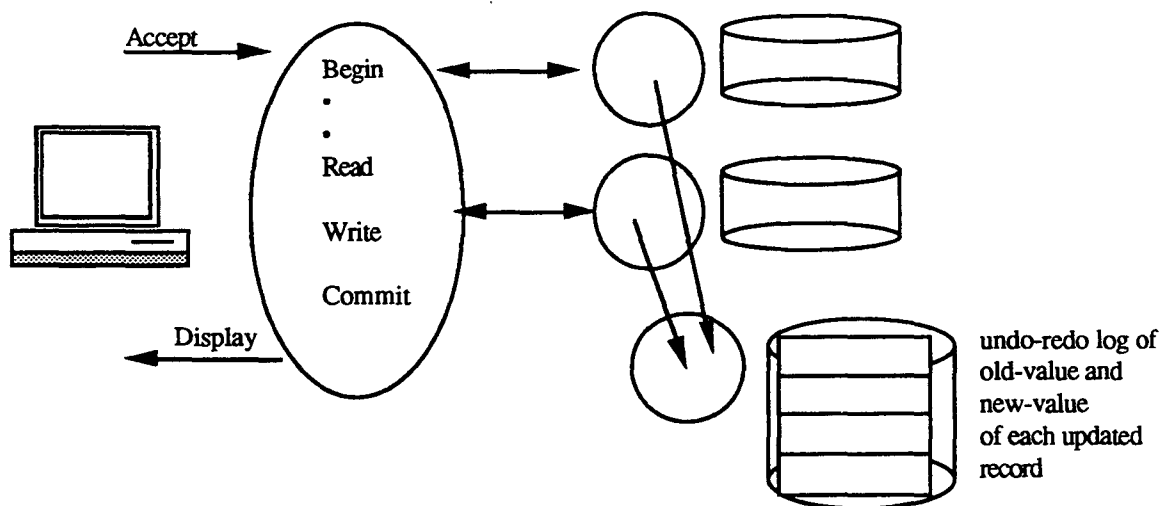 Accept
Begin
Read
Write
Commit
Display
undo-redo log of
old-value and
new-value
of each updated
record